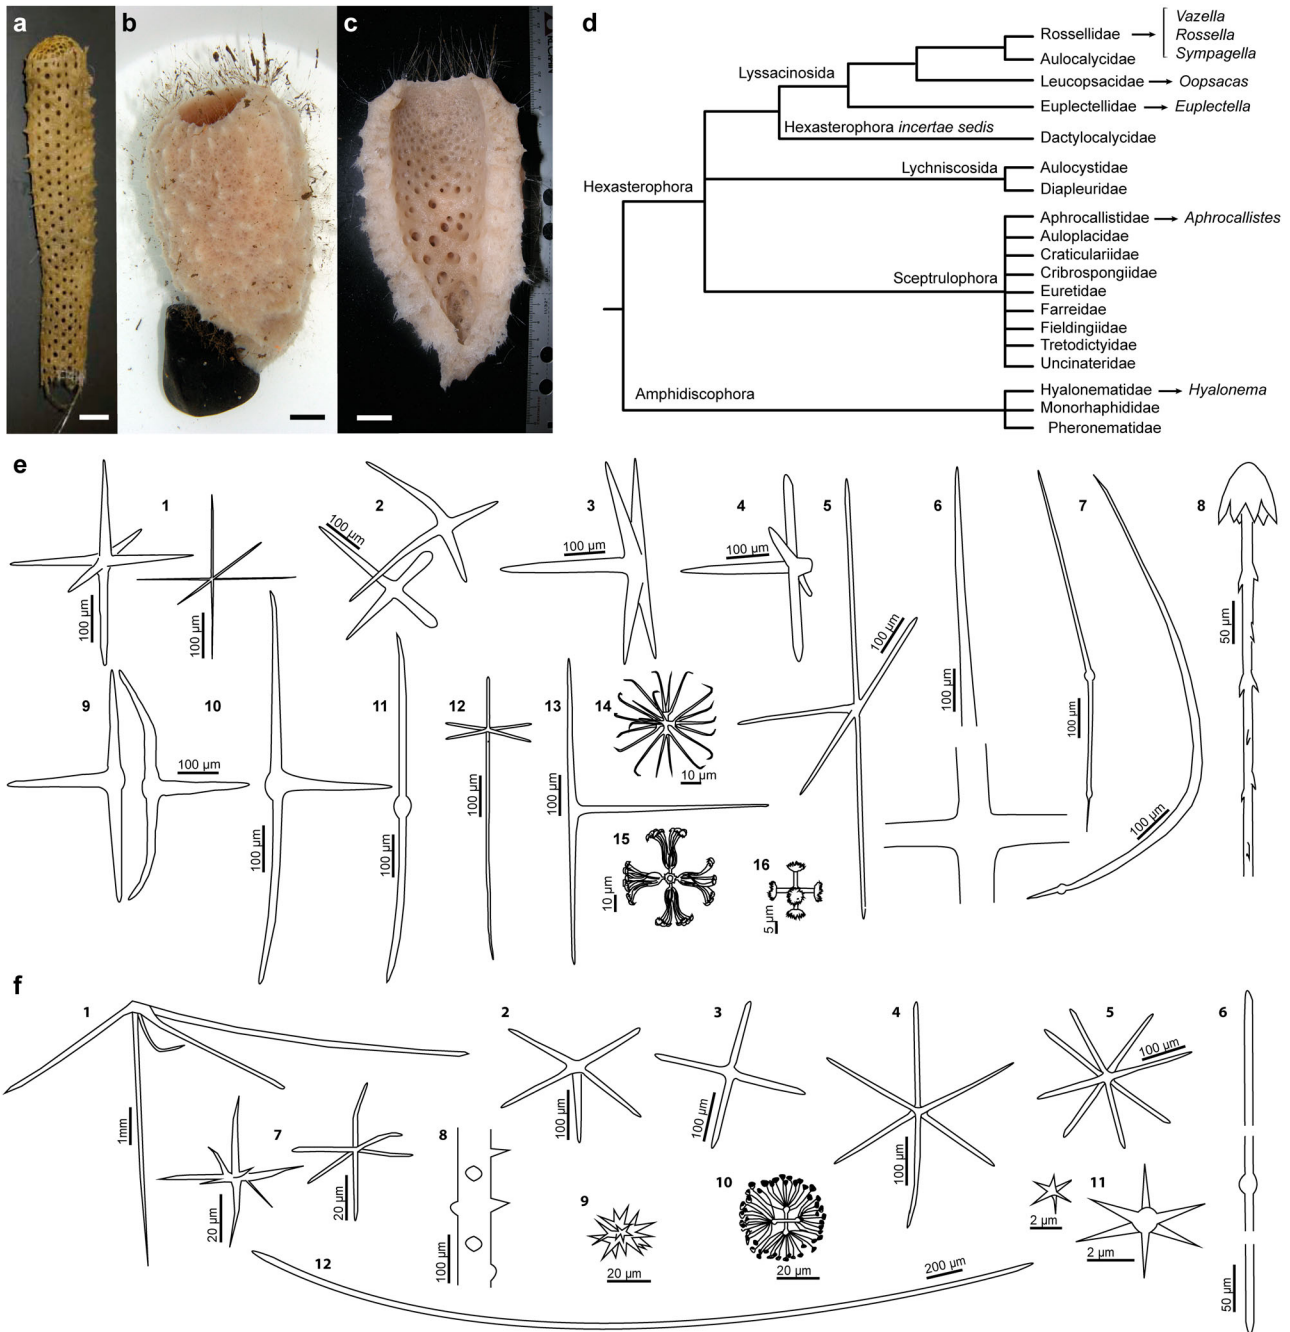 a
b
c
d
Rossellidae
Vazella
Rossella
Sympagella
Aulocalycidae
Lyssacinosida
Leucopsacidae
Oopsacas
Euplectellidae
Euplectella
Hexasterophora incertae sedis
Dactylocalycidae
Lychniscosida
Aulocystidae
Diapleuridae
Hexasterophora
Aphrocallistidae
Aphrocallistes
Auloplacidae
Craticulariidae
Cribrospongiidae
Sceptrulophora
Euretidae
Farreidae
Fieldingiidae
Tretodictyidae
Uncinateridae
Amphidiscophora
Hyalonematidae
Hyalonema
Monorhaphididae
Pheronematidae
e
1
100 µm
100 µm
2
100 µm
3
100 µm
4
100 µm
5
100 µm
6
100 µm
7
100 µm
100 µm
8
50 µm
9
10
100 µm
100 µm
11
100 µm
12
100 µm
13
100 µm
14
10 µm
15
10 µm
16
5 µm
f
1
1mm
2
100 µm
3
100 µm
4
100 µm
5
100 µm
6
50 µm
7
20 µm
20 µm
8
100 µm
9
20 µm
10
20 µm
11
2 µm
2 µm
12
200 µm